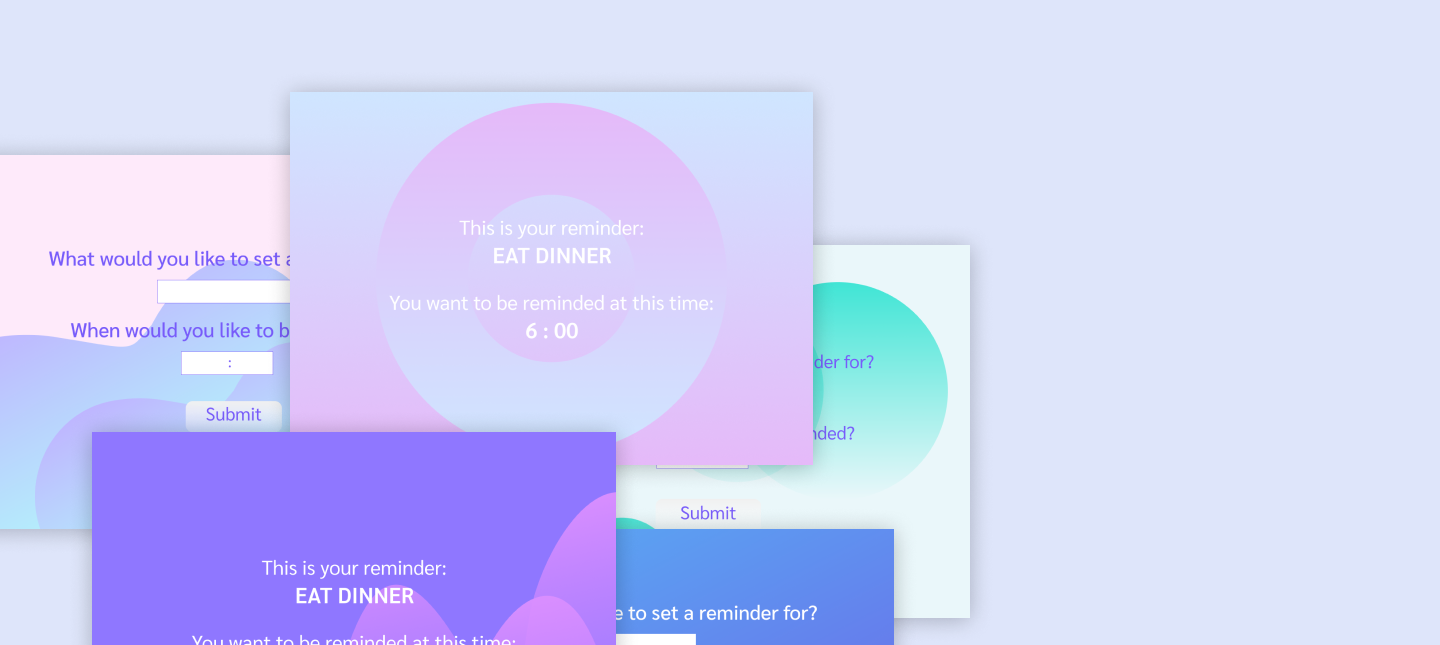 What would you like to set a
When would you like to b
:
Submit
This is your reminder:
EAT DINNER
You want to be reminded at this time:
6 : 00
der for?
nded?
Submit
This is your reminder:
EAT DINNER
You want to be reminded at this time:
e to set a reminder for?